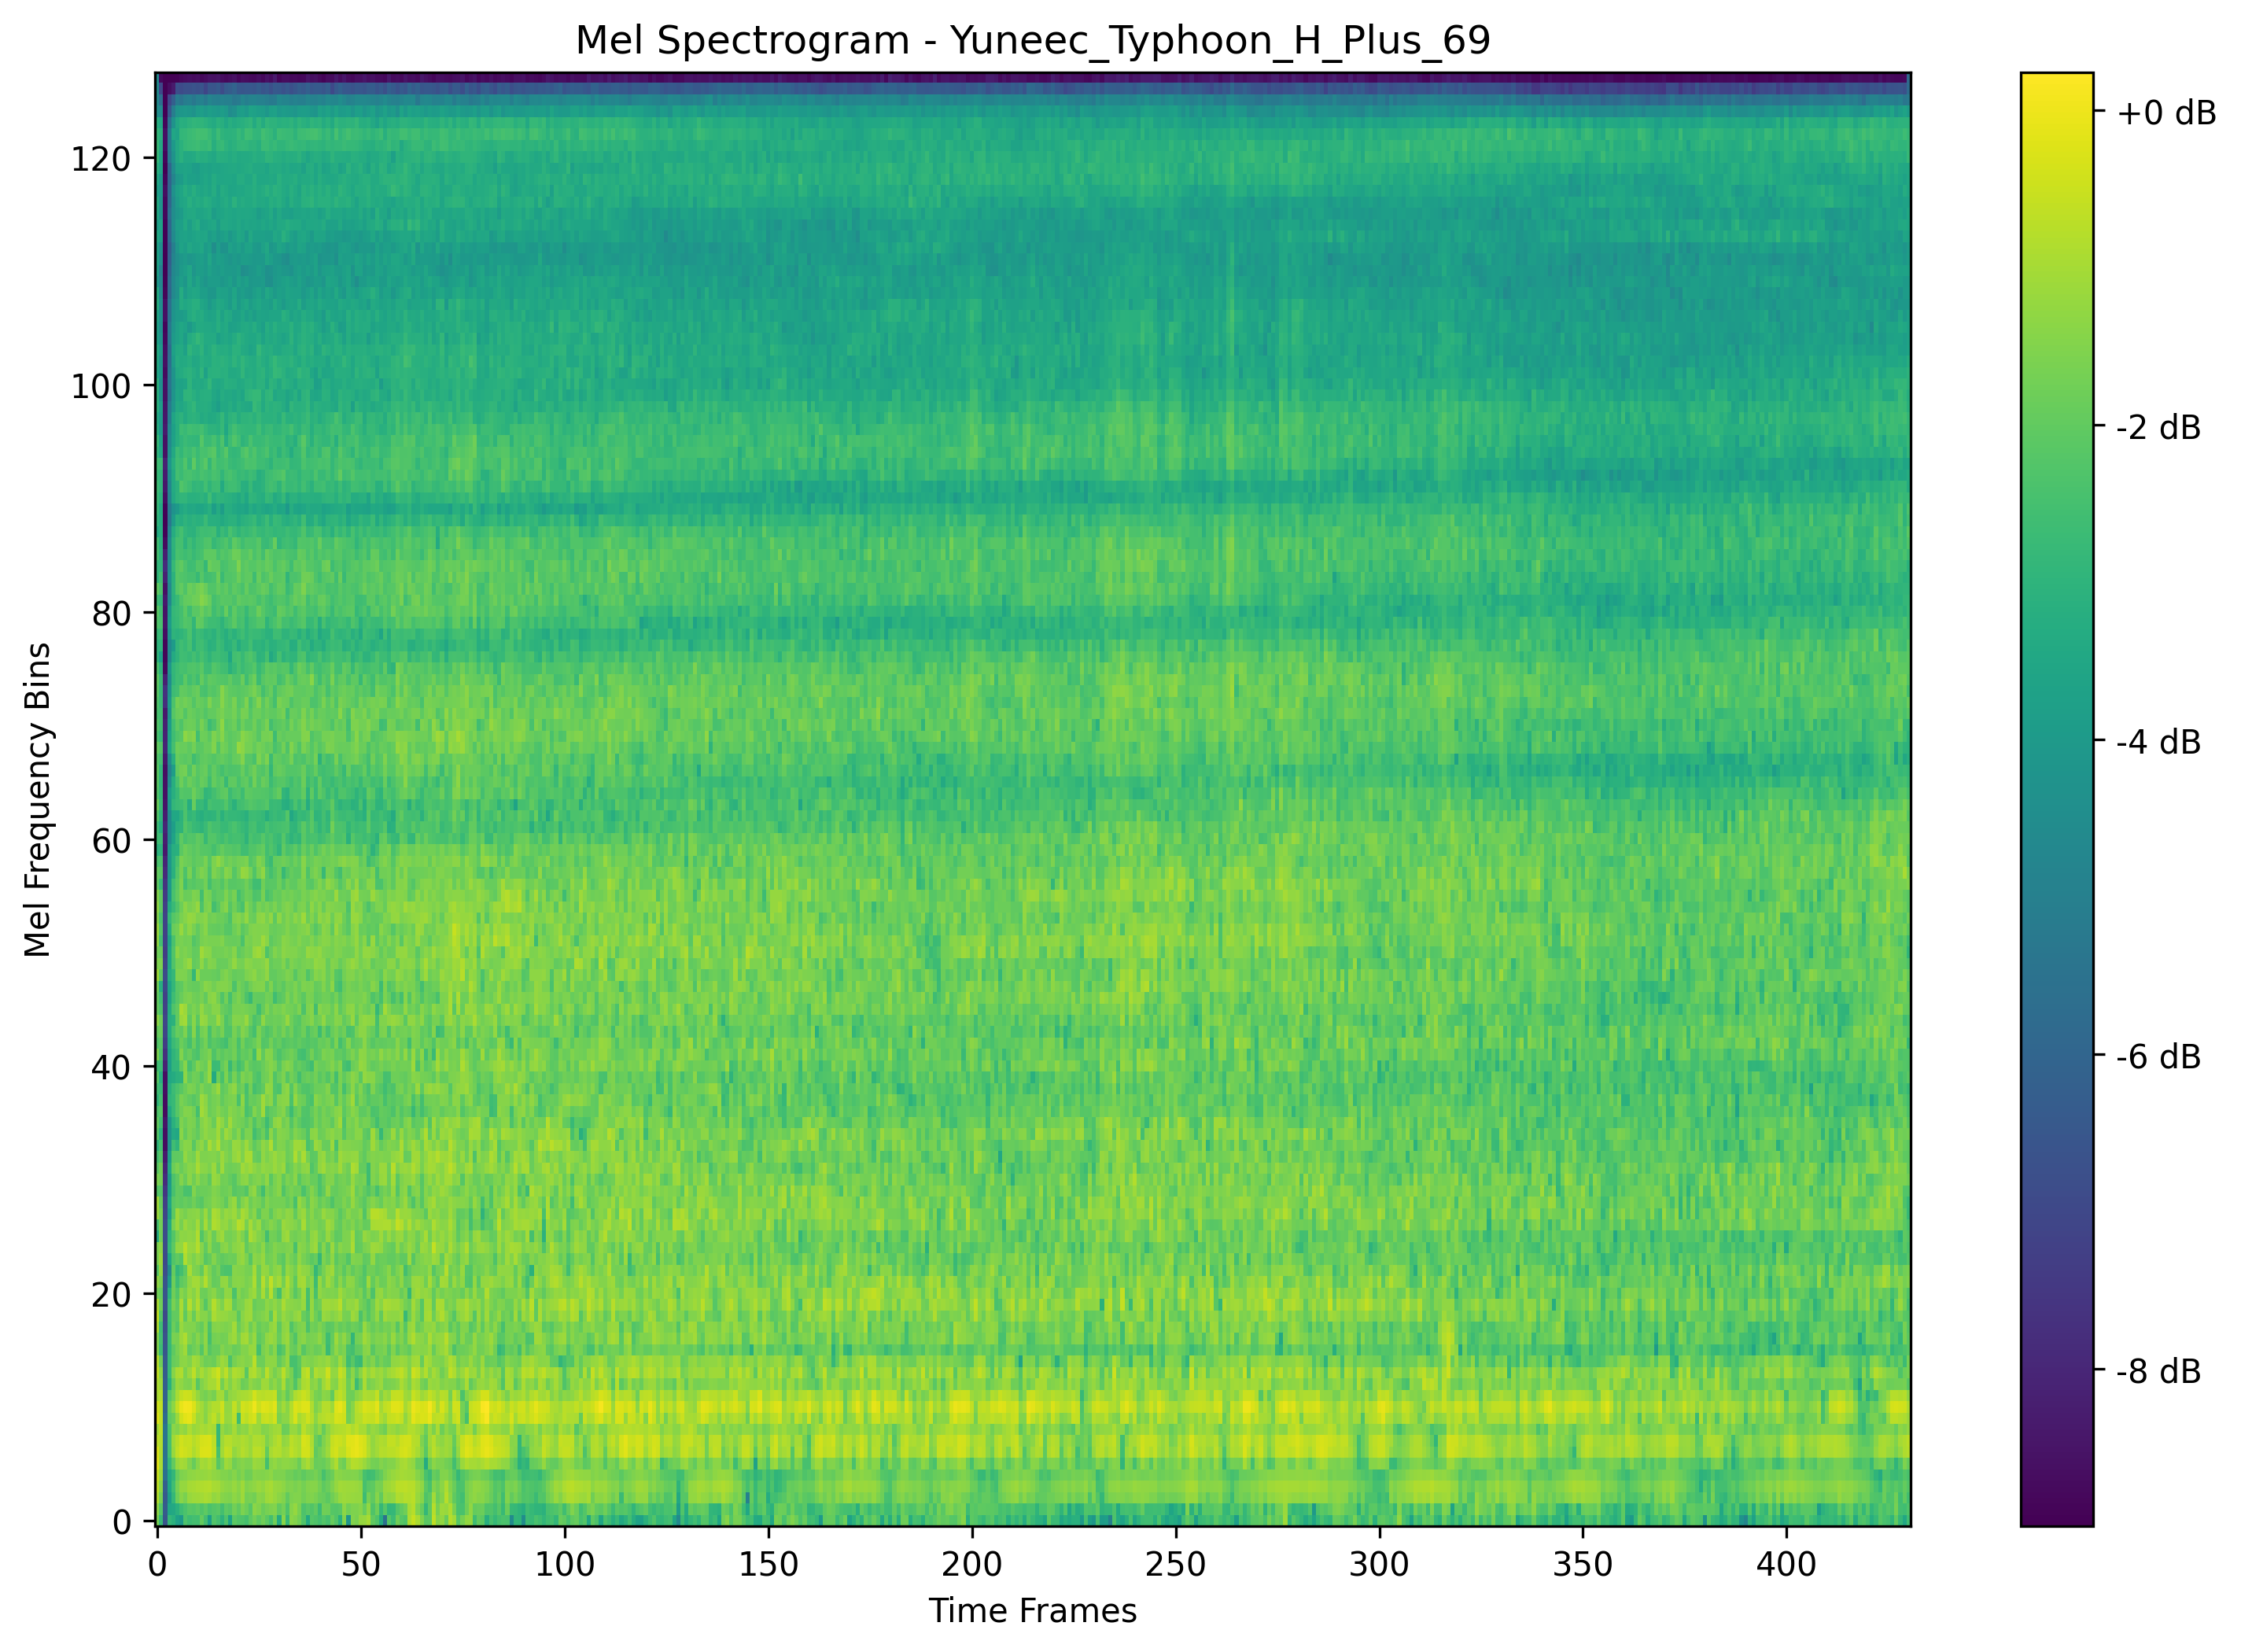 Mel Spectrogram - Yuneec_Typhoon_H_Plus_69
Mel Frequency Bins
120
100
80
60
40
20
0
0 50 100 150 200 250 300 350 400
Time Frames
+0 dB
-2 dB
-4 dB
-6 dB
-8 dB